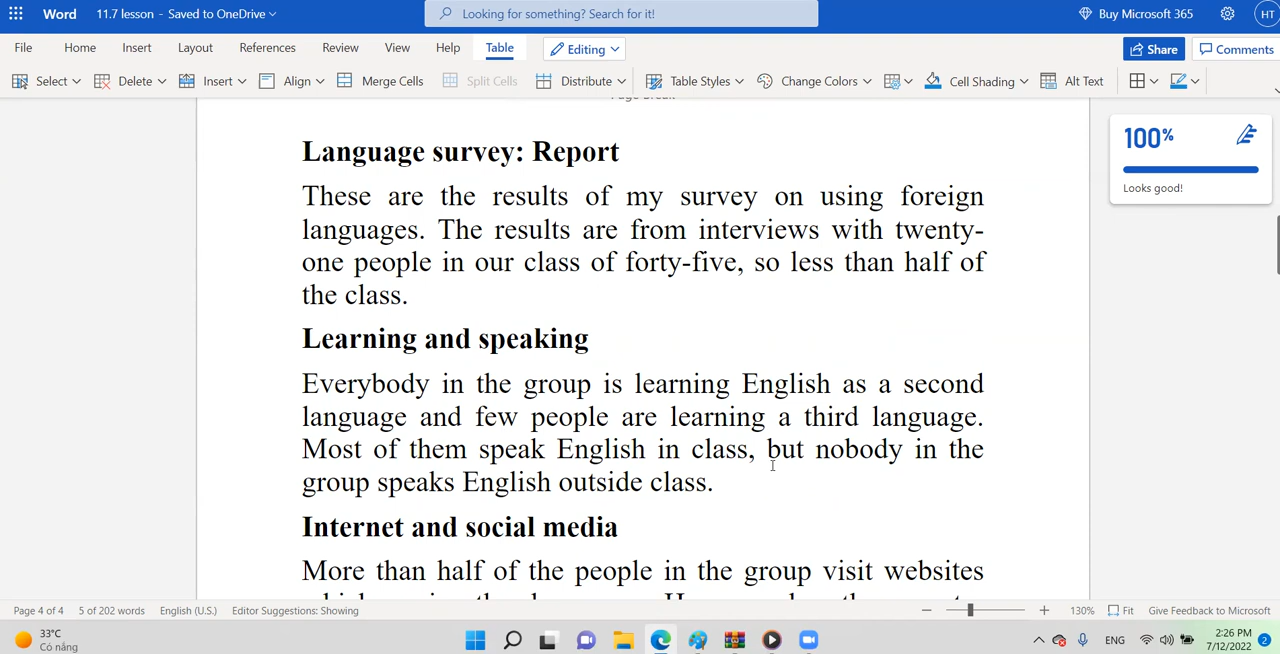 Word 11.7 lesson - Saved to OneDrive Looking for something? Search for it! Buy Microsoft 365 HT
File Home Insert Layout References Review View Help Table Editing Share Comments
Select Delete Insert Align Merge Cells Split Cells Distribute Table Styles Change Colors Cell Shading Alt Text
Page Break
Language survey: Report
100%
Looks good!
These are the results of my survey on using foreign
languages. The results are from interviews with twenty-
one people in our class of forty-five, so less than half of
the class.
Learning and speaking
Everybody in the group is learning English as a second
language and few people are learning a third language.
Most of them speak English in class, but nobody in the
group speaks English outside class.
Internet and social media
More than half of the people in the group visit websites
Page 4 of 4 5 of 202 words English (U.S.) Editor Suggestions: Showing 130% Fit Give Feedback to Microsoft
33°C
Có nắng
ENG
2:26 PM
7/12/2022
2